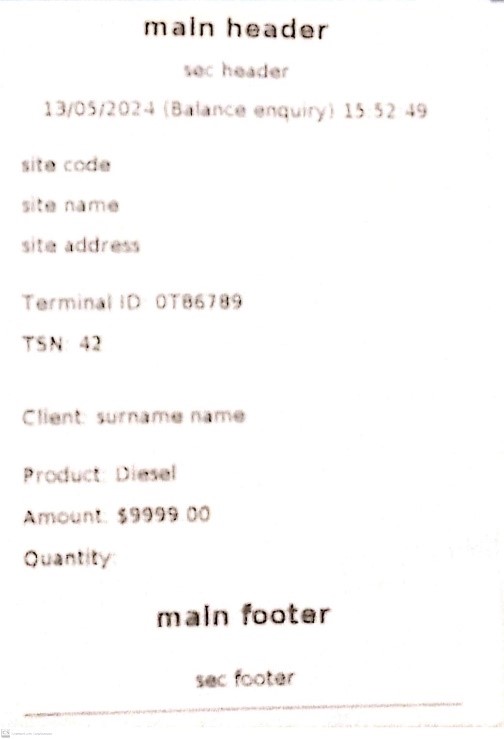 main header
sec header
13/05/2024 (Balance enquiry) 15:52:49
site code
site name
site address
Terminal ID: 0T86789
TSN: 42
Client: surname name
Product: Diesel
Amount: $9999.00
Quantity:
main footer
sec footer